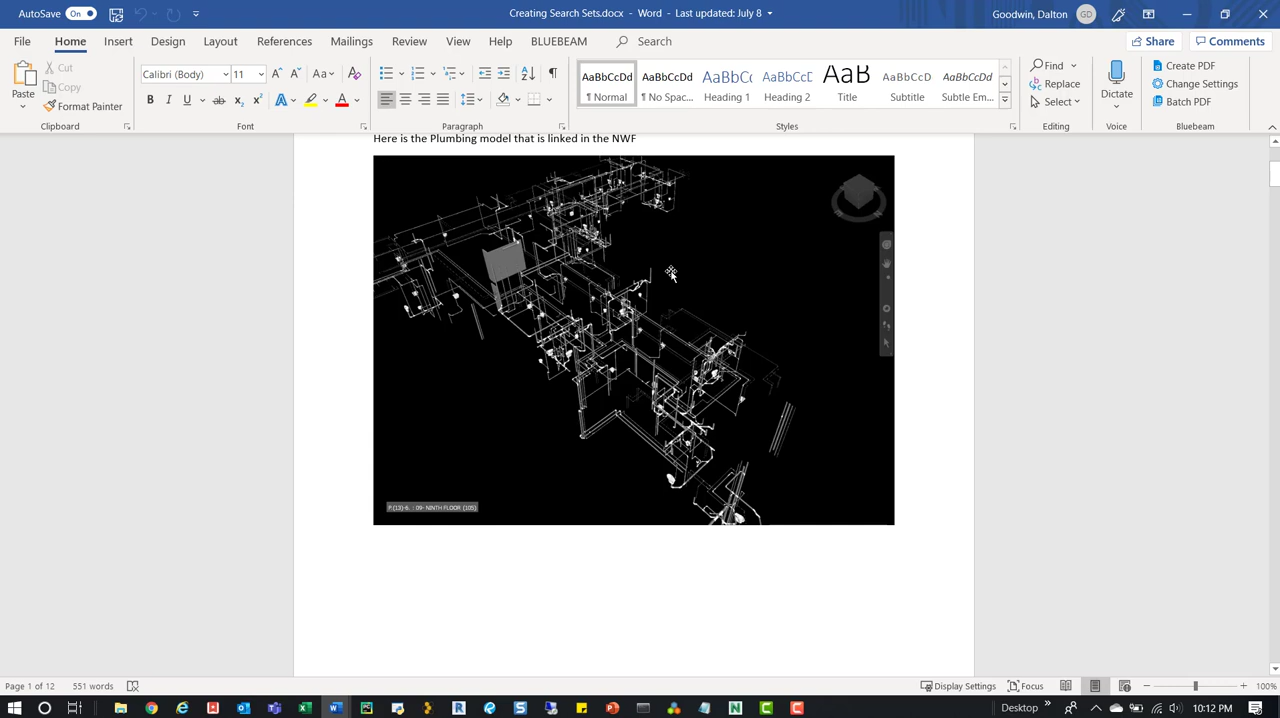 AutoSave On
Creating Search Sets.docx - Word - Last updated: July 8
Goodwin, Dalton GD
File Home Insert Design Layout References Mailings Review View Help BLUEBEAM Search
Share Comments
Paste
Cut
Copy
Format Painter
Clipboard
Calibri (Body) 11
Font
Paragraph
AaBbCcDd AaBbCcDd AaBbCc AaBbCcD AaB AaBbCcD AaBbCcDd
¶ Normal ¶ No Spac... Heading 1 Heading 2 Title Subtitle Subtle Em...
Styles
Find
Replace
Select
Editing
Dictate
Voice
Create PDF
Change Settings
Batch PDF
Bluebeam
Here is the Plumbing model that is linked in the NWF
09- NINTH FLOOR (105)
Page 1 of 12 551 words
Display Settings Focus 100%
Desktop 10:12 PM